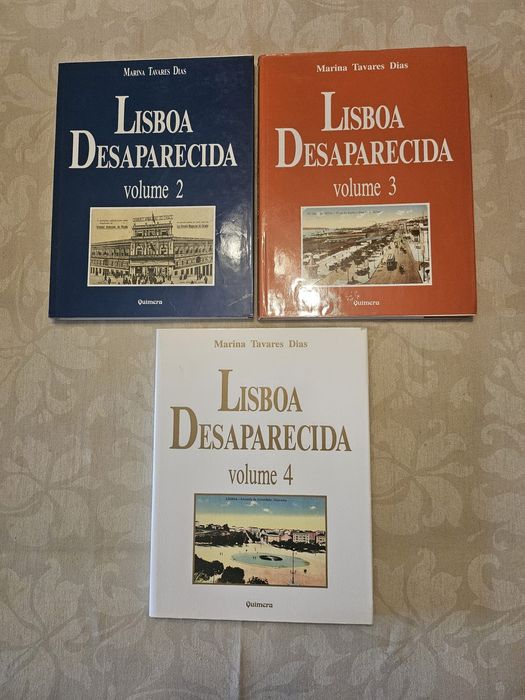 MARINA TAVARES DIAS
LISBOA
DESAPARECIDA
volume 2
Quimera
Marina Tavares Dias
LISBOA
DESAPARECIDA
volume 3
Quimera
Marina Tavares Dias
LISBOA
DESAPARECIDA
volume 4
Quimera